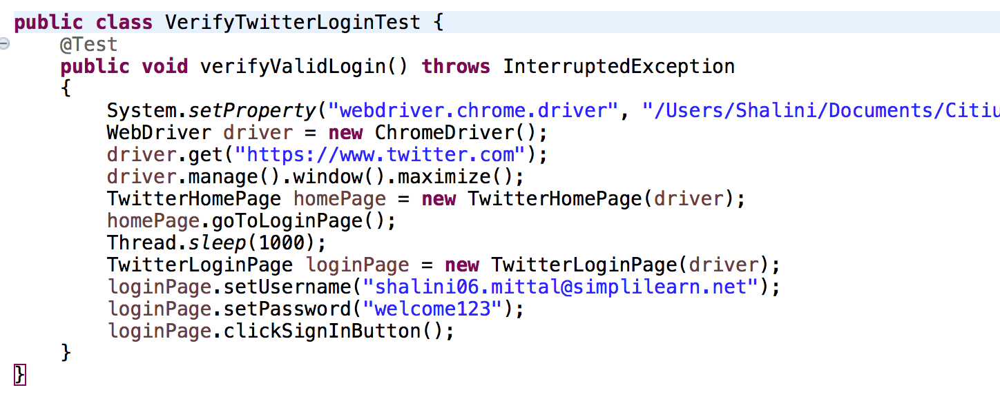 public class VerifyTwitterLoginTest {
@Test
public void verifyValidLogin() throws InterruptedException
{
System.setProperty("webdriver.chrome.driver", "/Users/Shalini/Documents/Citiu
WebDriver driver = new ChromeDriver();
driver.get("https://www.twitter.com");
driver.manage().window().maximize();
TwitterHomePage homePage = new TwitterHomePage(driver);
homePage.goToLoginPage();
Thread.sleep(1000);
TwitterLoginPage loginPage = new TwitterLoginPage(driver);
loginPage.setUsername("shalini06.mittal@simplilearn.net");
loginPage.setPassword("welcome123");
loginPage.clickSignInButton();
}
}